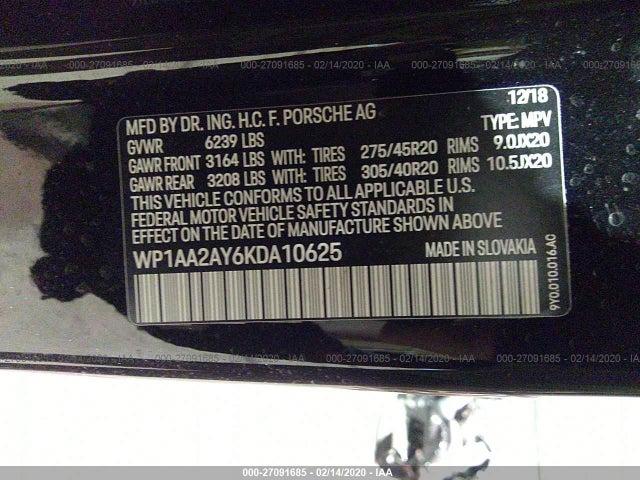 12/18
MFD BY DR. ING. H.C. F. PORSCHE AG TYPE: MPV
GVWR 6239 LBS
GAWR FRONT 3164 LBS WITH: TIRES 275/45R20 RIMS 9.0JX20
GAWR REAR 3208 LBS WITH: TIRES 305/40R20 RIMS 10.5JX20
THIS VEHICLE CONFORMS TO ALL APPLICABLE U.S.
FEDERAL MOTOR VEHICLE SAFETY STANDARDS IN
EFFECT ON THE DATE OF MANUFACTURE SHOWN ABOVE
WP1AA2AY6KDA10625 MADE IN SLOVAKIA
9Y0.010.016.AC
000-27091685 - 02/14/2020 - IAA